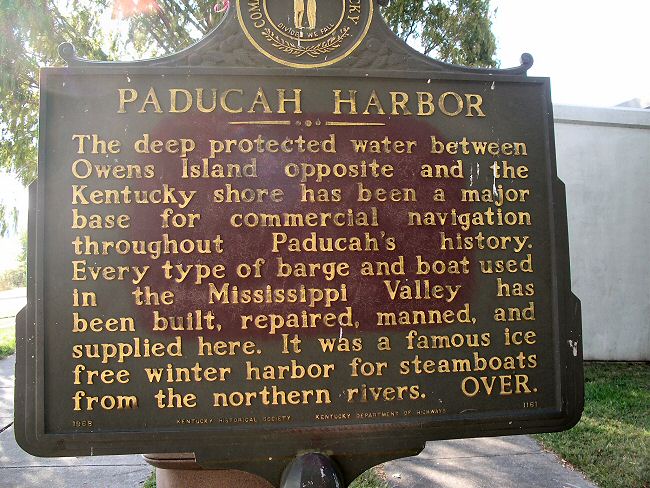 COM KY
DIVIDED WE FALL
PADUCAH HARBOR
The deep protected water between
Owens Island opposite and the
Kentucky shore has been a major
base for commercial navigation
throughout Paducah's history.
Every type of barge and boat used
in the Mississippi Valley has
been built, repaired, manned, and
supplied here. It was a famous ice
free winter harbor for steamboats
from the northern rivers. OVER.
1968 KENTUCKY HISTORICAL SOCIETY KENTUCKY DEPARTMENT OF HIGHWAYS 1161